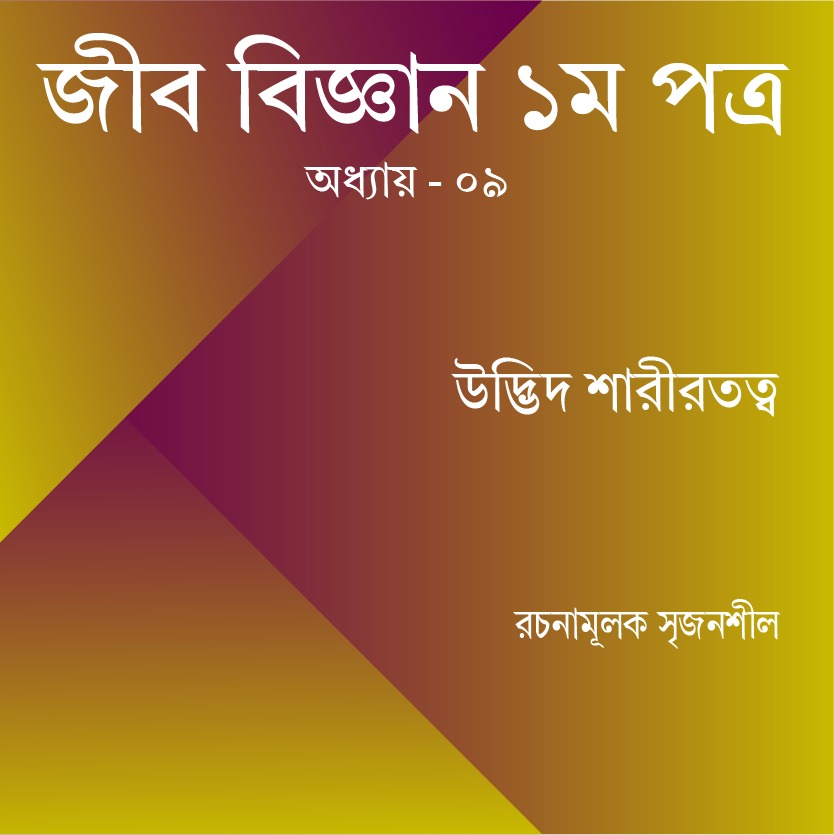 জীব বিজ্ঞান ১ম পত্র
অধ্যায় - ০৯
উদ্ভিদ শারীরতত্ব
রচনামূলক সৃজনশীল